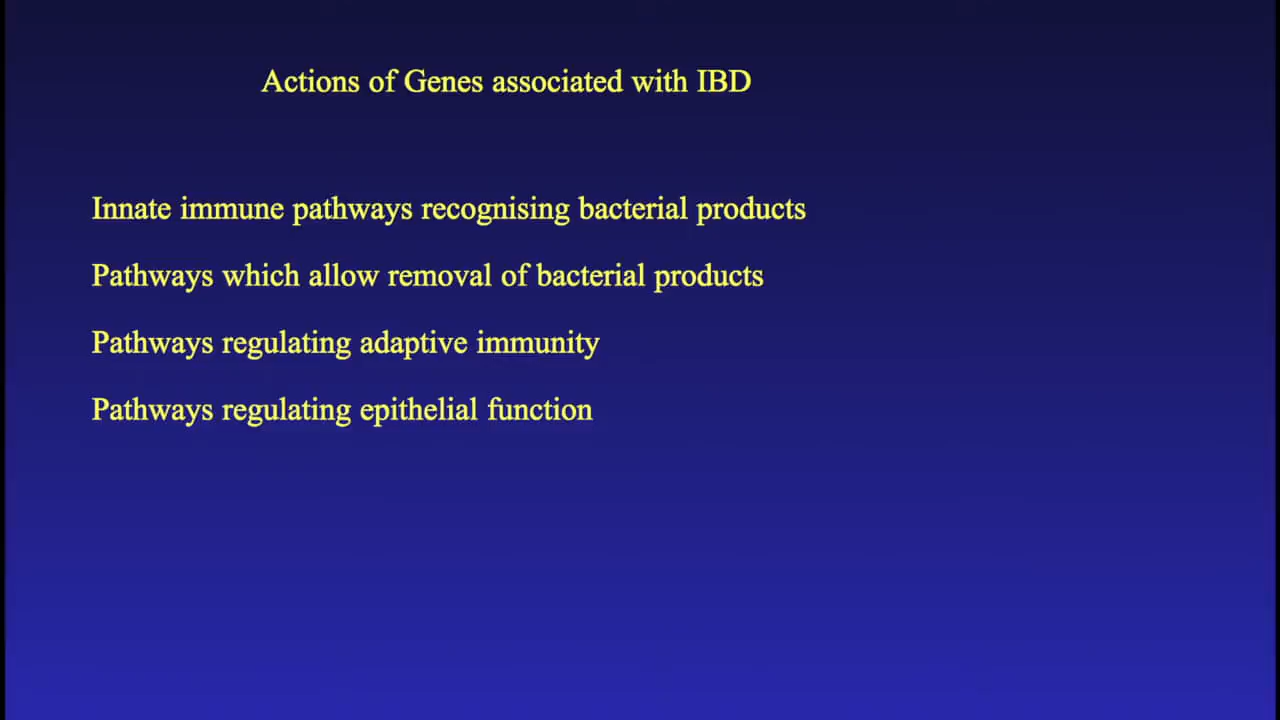 Actions of Genes associated with IBD
Innate immune pathways recognising bacterial products
Pathways which allow removal of bacterial products
Pathways regulating adaptive immunity
Pathways regulating epithelial function